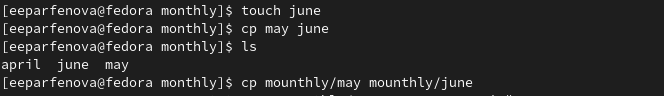 [eeparfenova@fedora monthly]$ touch june
[eeparfenova@fedora monthly]$ cp may june
[eeparfenova@fedora monthly]$ ls
april  june  may
[eeparfenova@fedora monthly]$ cp mounthly/may mounthly/june